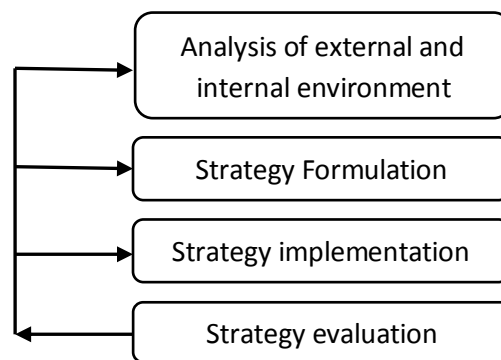 Analysis of external and
internal environment
Strategy Formulation
Strategy implementation
Strategy evaluation